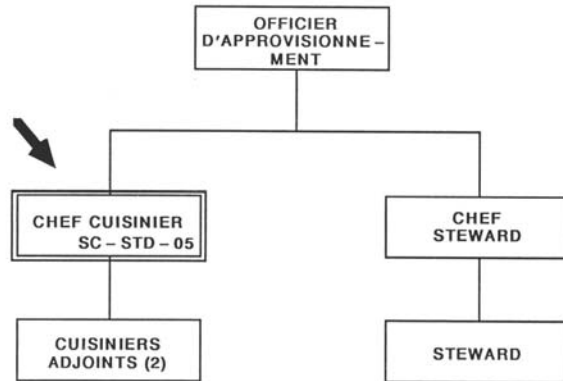 OFFICIER
D'APPROVISIONNE –
MENT
CHEF CUISINIER
SC – STD – 05
CHEF
STEWARD
CUISINIERS
ADJOINTS (2)
STEWARD